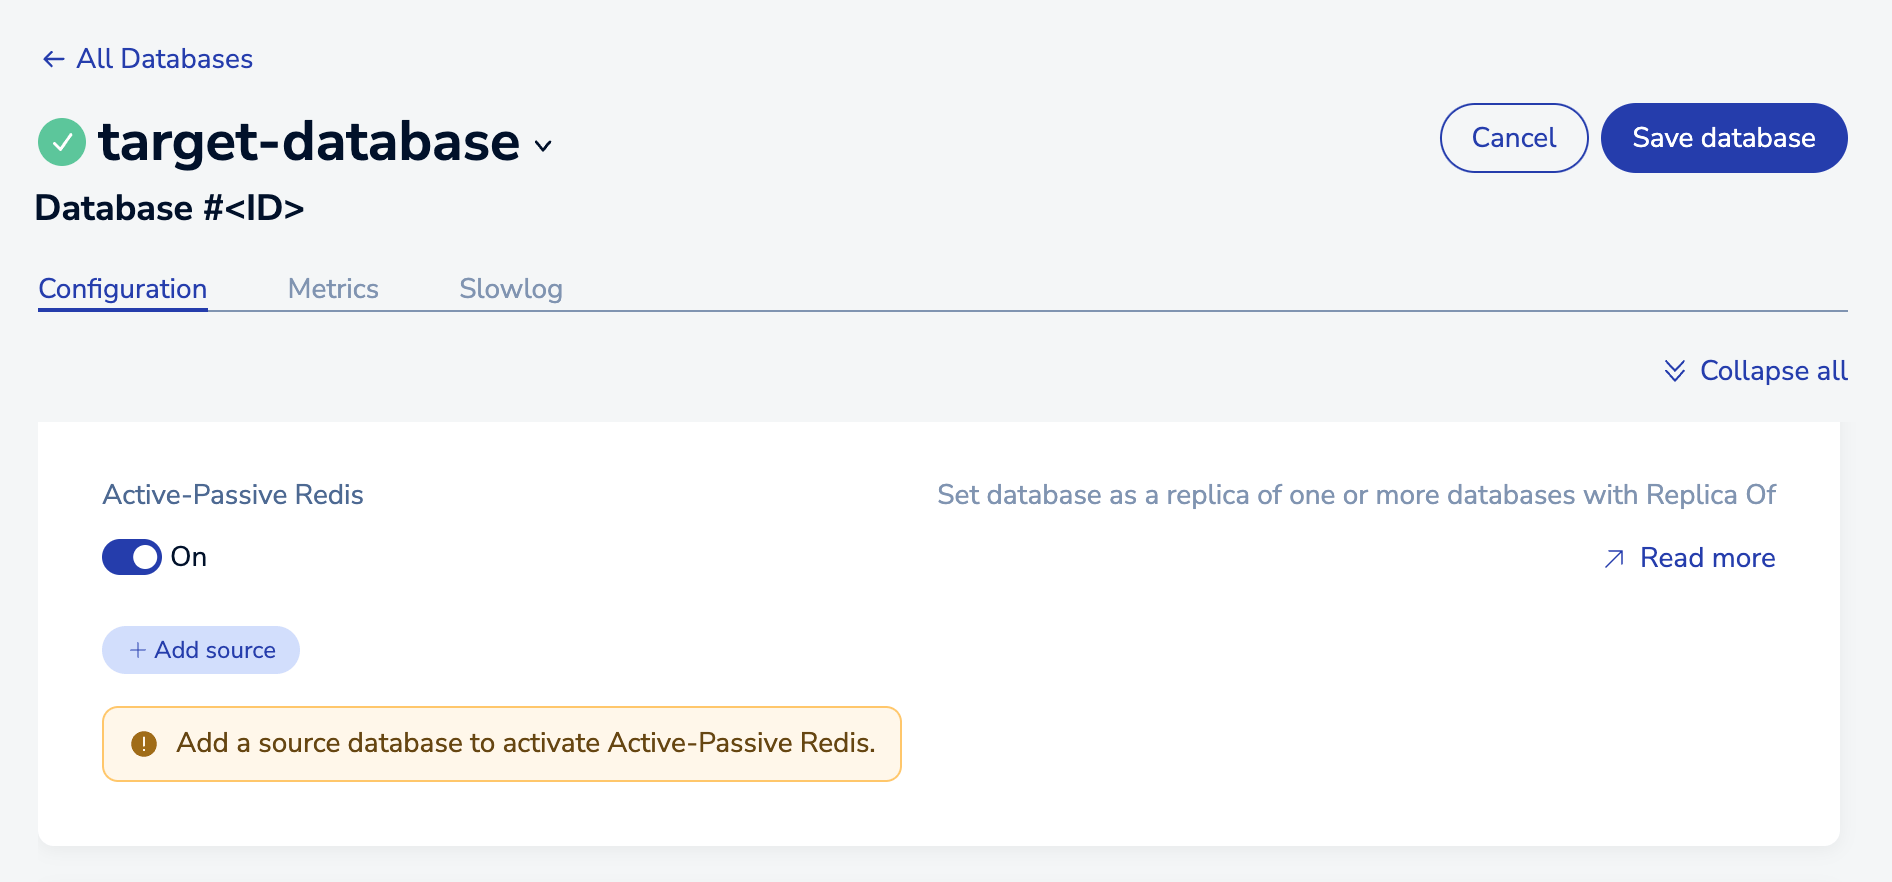 All Databases
target-database
Cancel
Save database
Database #<ID>
Configuration
Metrics
Slowlog
Collapse all
Active-Passive Redis
Set database as a replica of one or more databases with Replica Of
On
Read more
+ Add source
Add a source database to activate Active-Passive Redis.